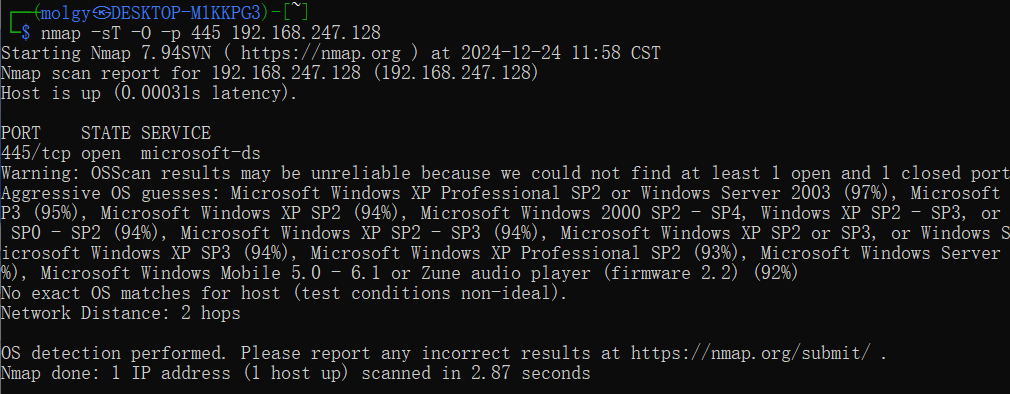 ┌──(molgy㉿DESKTOP-M1KKPG3)-[~]
└─$ nmap -sT -O -p 445 192.168.247.128
Starting Nmap 7.94SVN ( https://nmap.org ) at 2024-12-24 11:58 CST
Nmap scan report for 192.168.247.128 (192.168.247.128)
Host is up (0.00031s latency).

PORT    STATE SERVICE
445/tcp open  microsoft-ds
Warning: OSScan results may be unreliable because we could not find at least 1 open and 1 closed port
Aggressive OS guesses: Microsoft Windows XP Professional SP2 or Windows Server 2003 (97%), Microsoft
P3 (95%), Microsoft Windows XP SP2 (94%), Microsoft Windows 2000 SP2 - SP4, Windows XP SP2 - SP3, or
 SP0 - SP2 (94%), Microsoft Windows XP SP2 - SP3 (94%), Microsoft Windows XP SP2 or SP3, or Windows S
icrosoft Windows XP SP3 (94%), Microsoft Windows XP Professional SP2 (93%), Microsoft Windows Server
%), Microsoft Windows Mobile 5.0 - 6.1 or Zune audio player (firmware 2.2) (92%)
No exact OS matches for host (test conditions non-ideal).
Network Distance: 2 hops

OS detection performed. Please report any incorrect results at https://nmap.org/submit/ .
Nmap done: 1 IP address (1 host up) scanned in 2.87 seconds